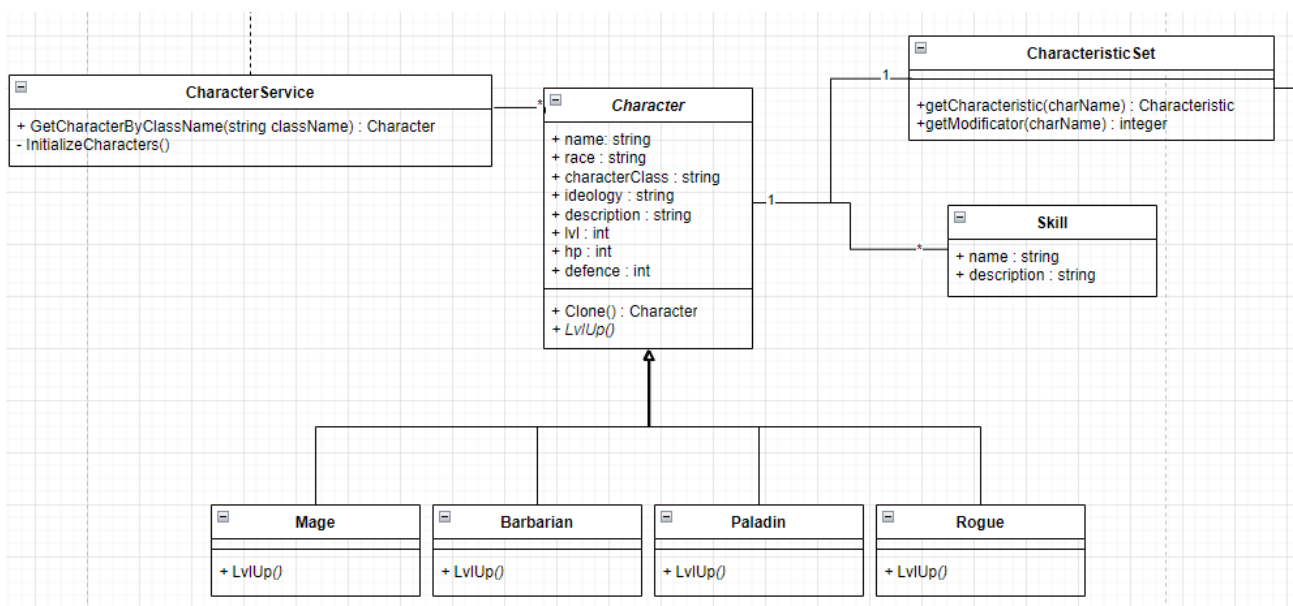 CharacterService
+ GetCharacterByClassName(string className) : Character
- InitializeCharacters()
*
Character
+ name: string
+ race : string
+ characterClass : string
+ ideology : string
+ description : string
+ lvl : int
+ hp : int
+ defence : int
+ Clone() : Character
+ LvlUp()
1
1
CharacteristicSet
+getCharacteristic(charName) : Characteristic
+getModificator(charName) : integer
*
Skill
+ name : string
+ description : string
Mage
+ LvlUp()
Barbarian
+ LvlUp()
Paladin
+ LvlUp()
Rogue
+ LvlUp()